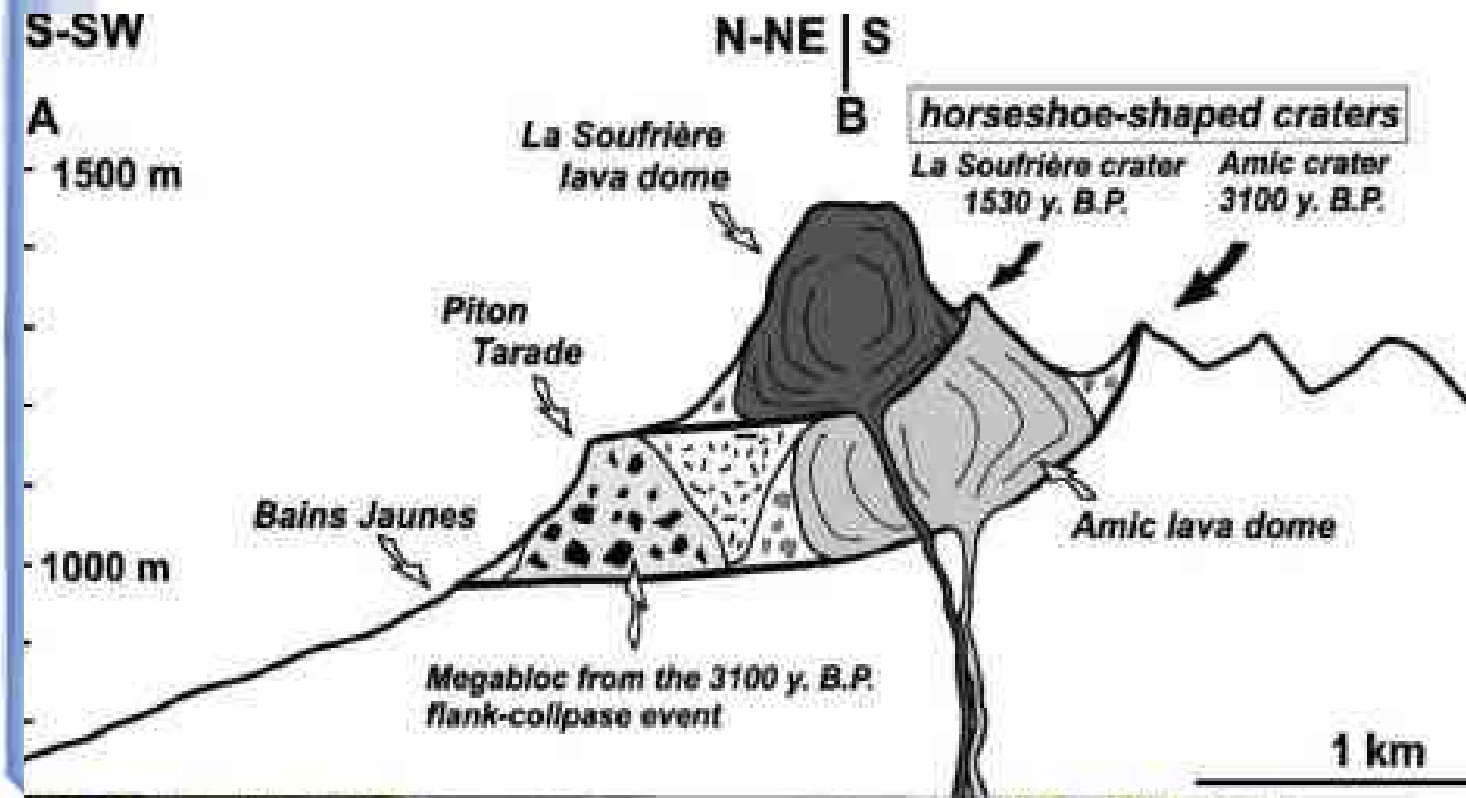 S-SW
N-NE | S
A
B
horseshoe-shaped craters
La Soufrière
lava dome
La Soufrière crater
1530 y. B.P.
Amic crater
3100 y. B.P.
1500 m
Piton
Tarade
Bains Jaunes
Amic lava dome
1000 m
Megabloc from the 3100 y. B.P.
flank-collpase event
1 km